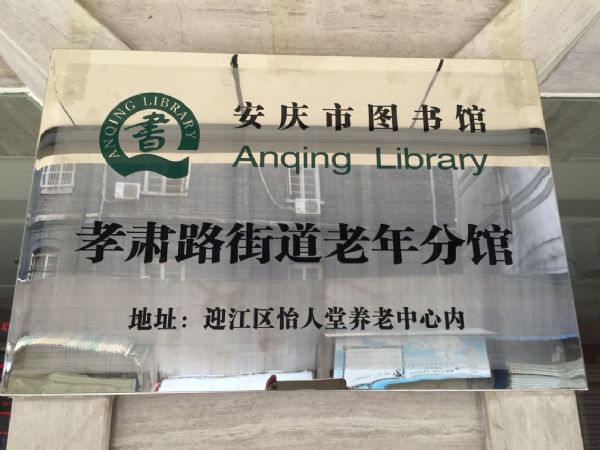 ANQING LIBRARY
書
安庆市图书馆
Anqing Library
孝肃路街道老年分馆
地址：迎江区怡人堂养老中心内